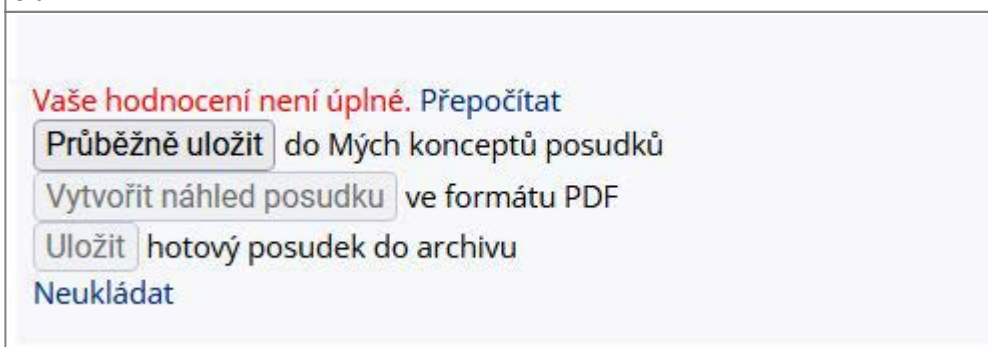 Vaše hodnocení není úplné. Přepočítat
Průběžně uložit do Mých konceptů posudků
Vytvořit náhled posudku ve formátu PDF
Uložit hotový posudek do archivu
Neukládat